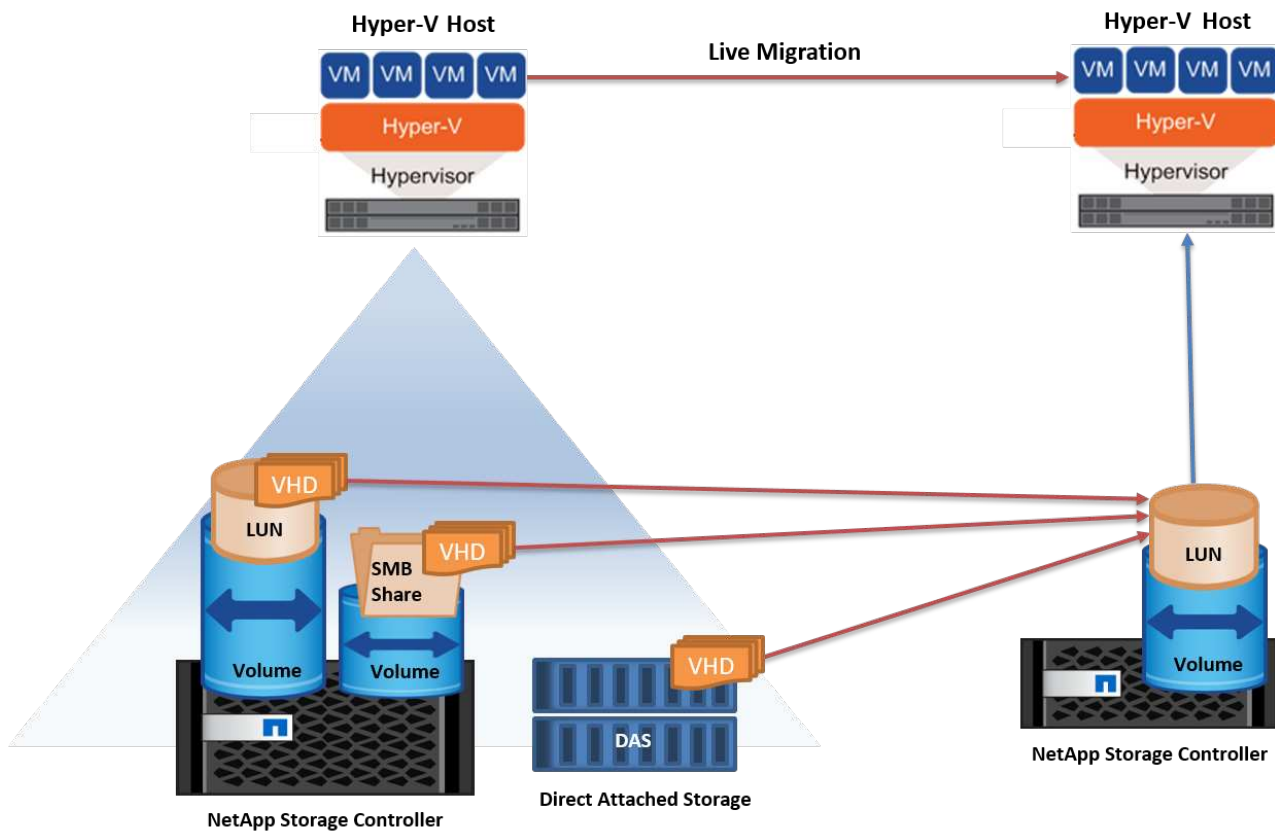 Hyper-V Host
VM VM VM VM
Hyper-V
Hypervisor
Live Migration
Hyper-V Host
VM VM VM VM
Hyper-V
Hypervisor
VHD
LUN
Volume
VHD
SMB
Share
Volume
VHD
DAS
LUN
Volume
NetApp Storage Controller
Direct Attached Storage
NetApp Storage Controller